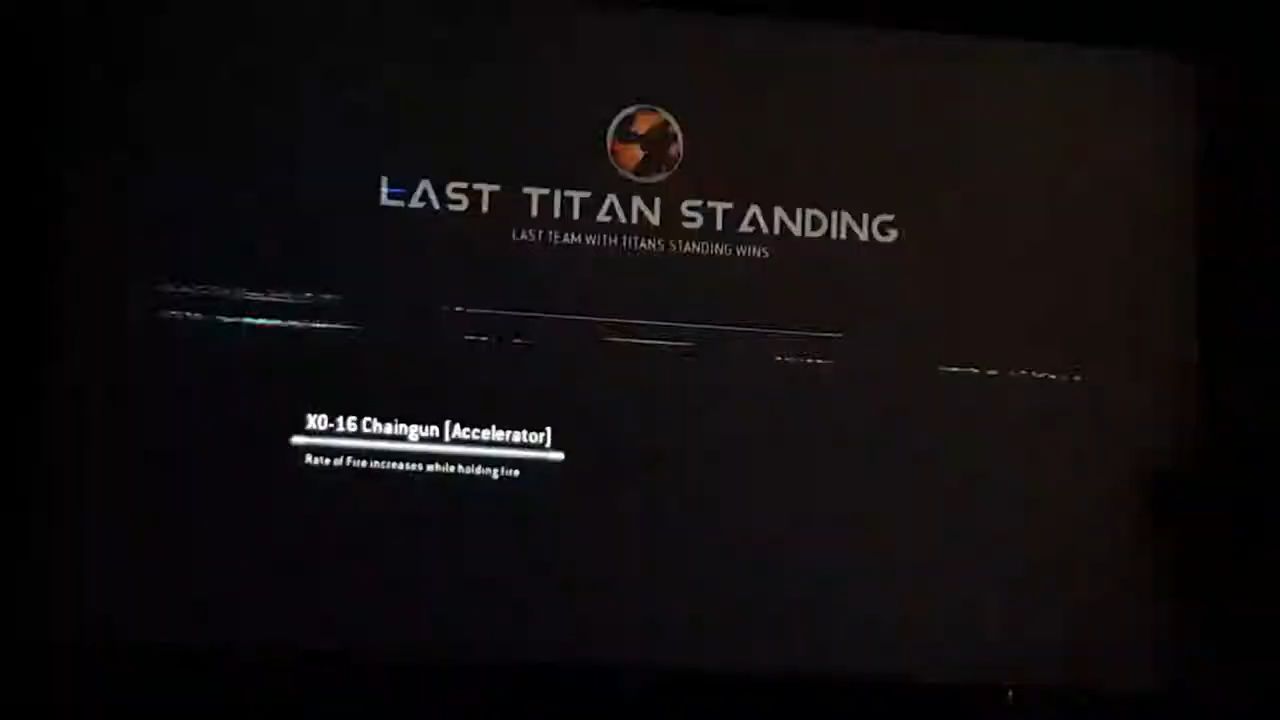 LAST TITAN STANDING
LAST TEAM WITH TITANS STANDING WINS
XO-16 Chaingun [Accelerator]
Rate of Fire increases while holding fire